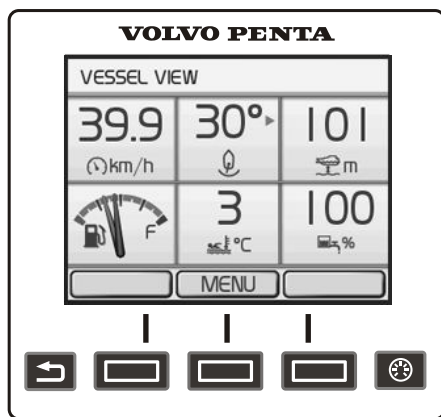 VOLVO PENTA
VESSEL VIEW
39.9 30° 101
km/h m
3 100
F °C %
MENU